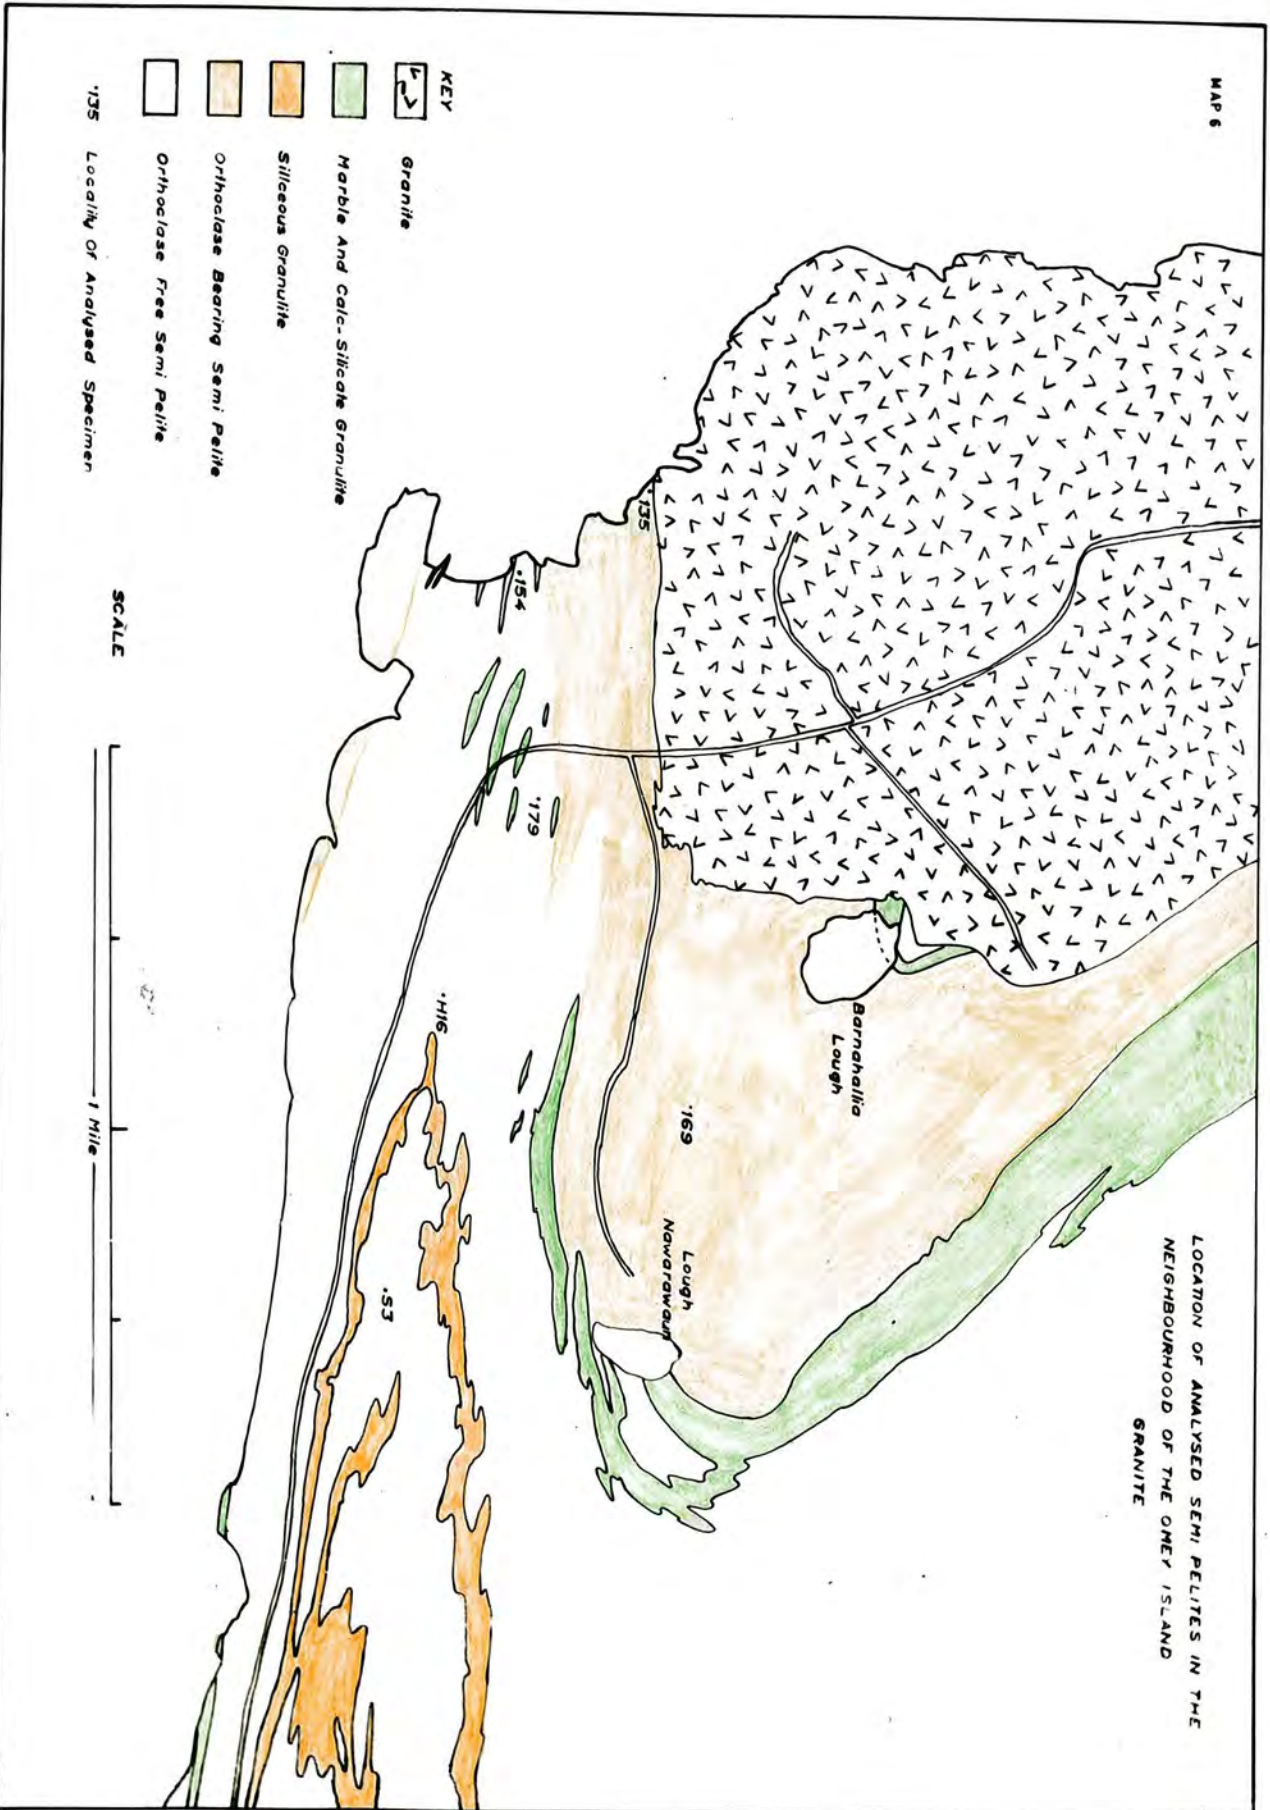 MAP 6
LOCATION OF ANALYSED SEMI PELITES IN THE
NEIGHBOURHOOD OF THE OMEY ISLAND
GRANITE
Barnahallia
Lough
Lough
Nawarawaun
'169
'135
.154
'179
.H16
.53
KEY
Granite
Marble And Calc-Silicate Granulite
Siliceous Granulite
Orthoclase Bearing Semi Pelite
Orthoclase Free Semi Pelite
'135 Locality Of Analysed Specimen
SCALE
1 Mile